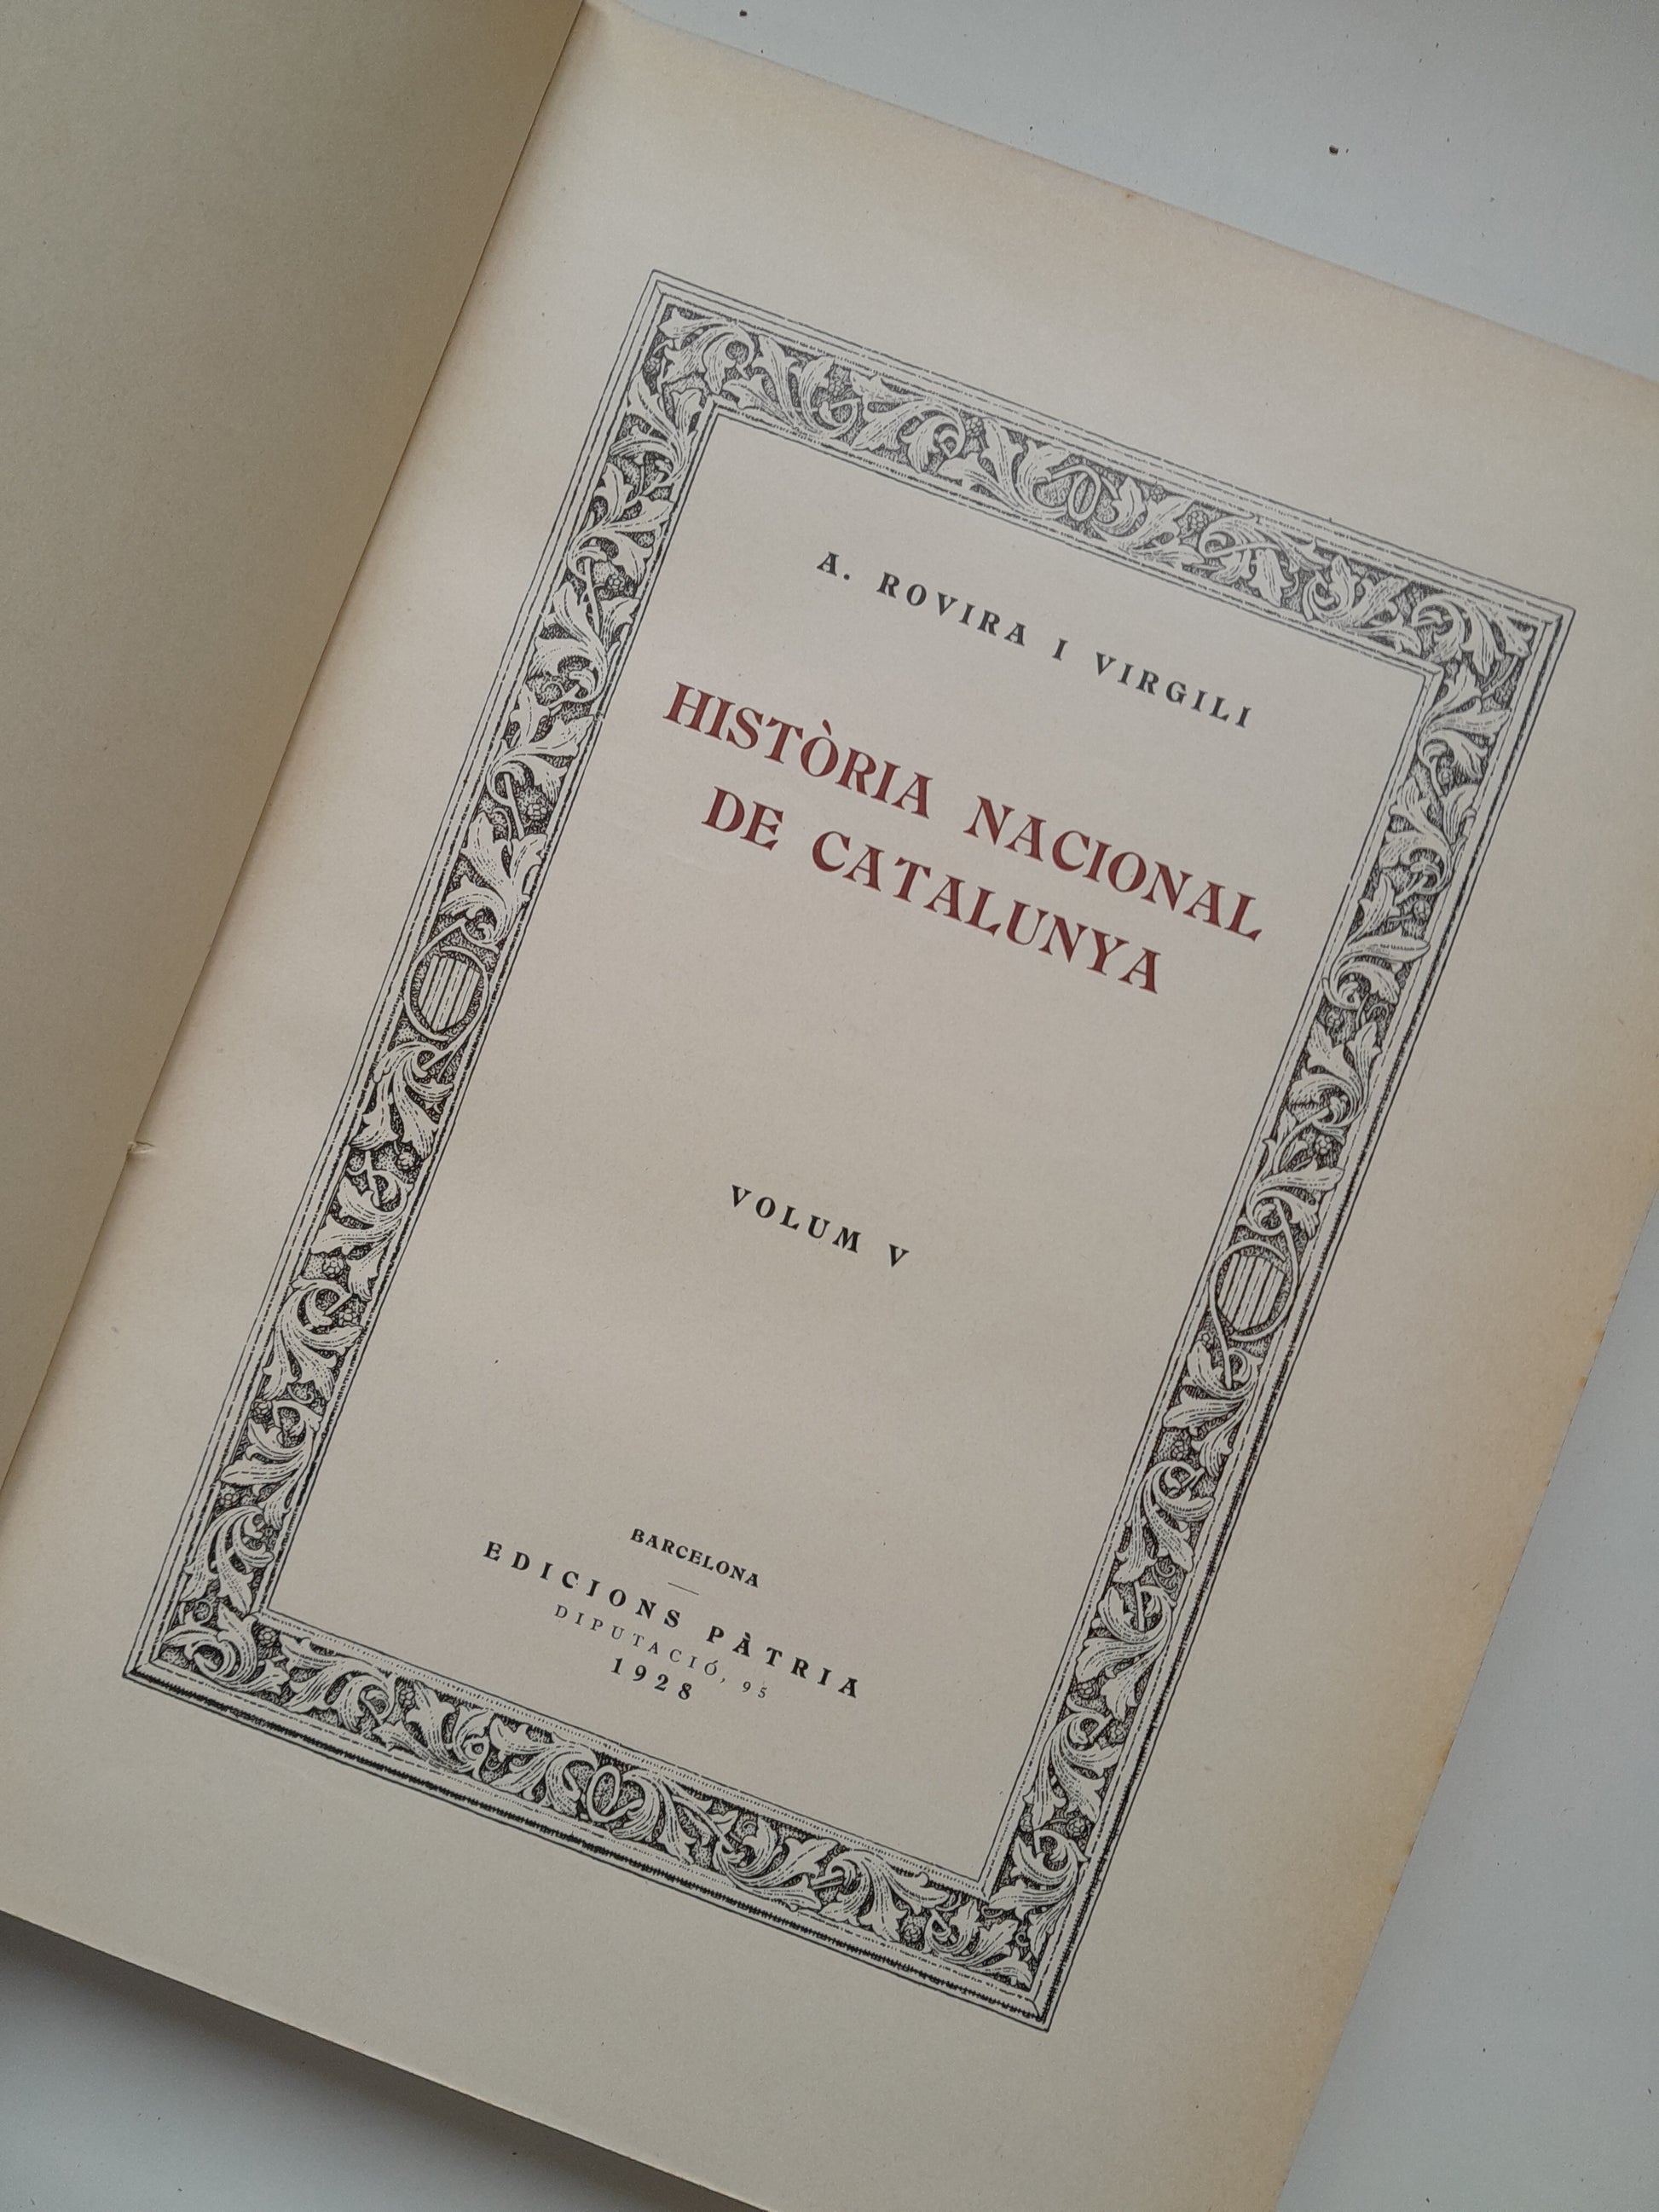 A. ROVIRA I VIRGILI
HISTÒRIA NACIONAL
DE CATALUNYA
VOLUM V
BARCELONA
EDICIONS PÀTRIA
DIPUTACIÓ, 95
1928